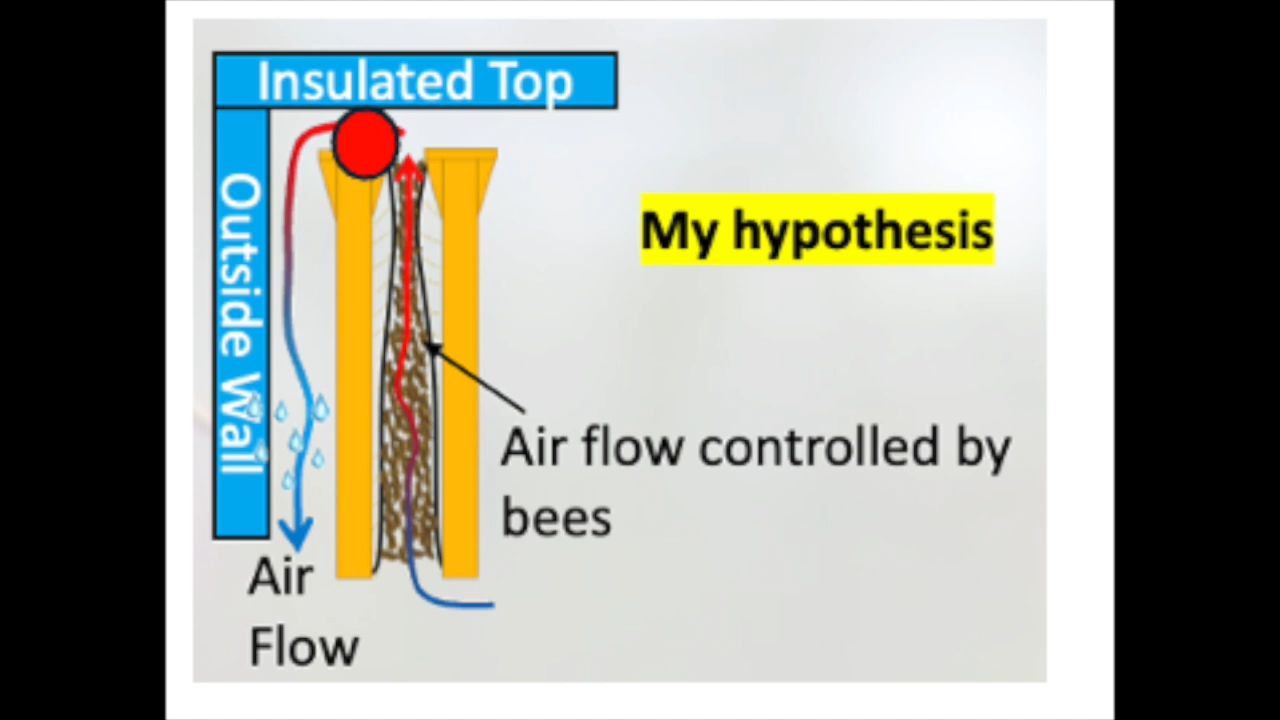 Insulated Top
Outside Wall
My hypothesis
Air flow controlled by
bees
Air
Flow